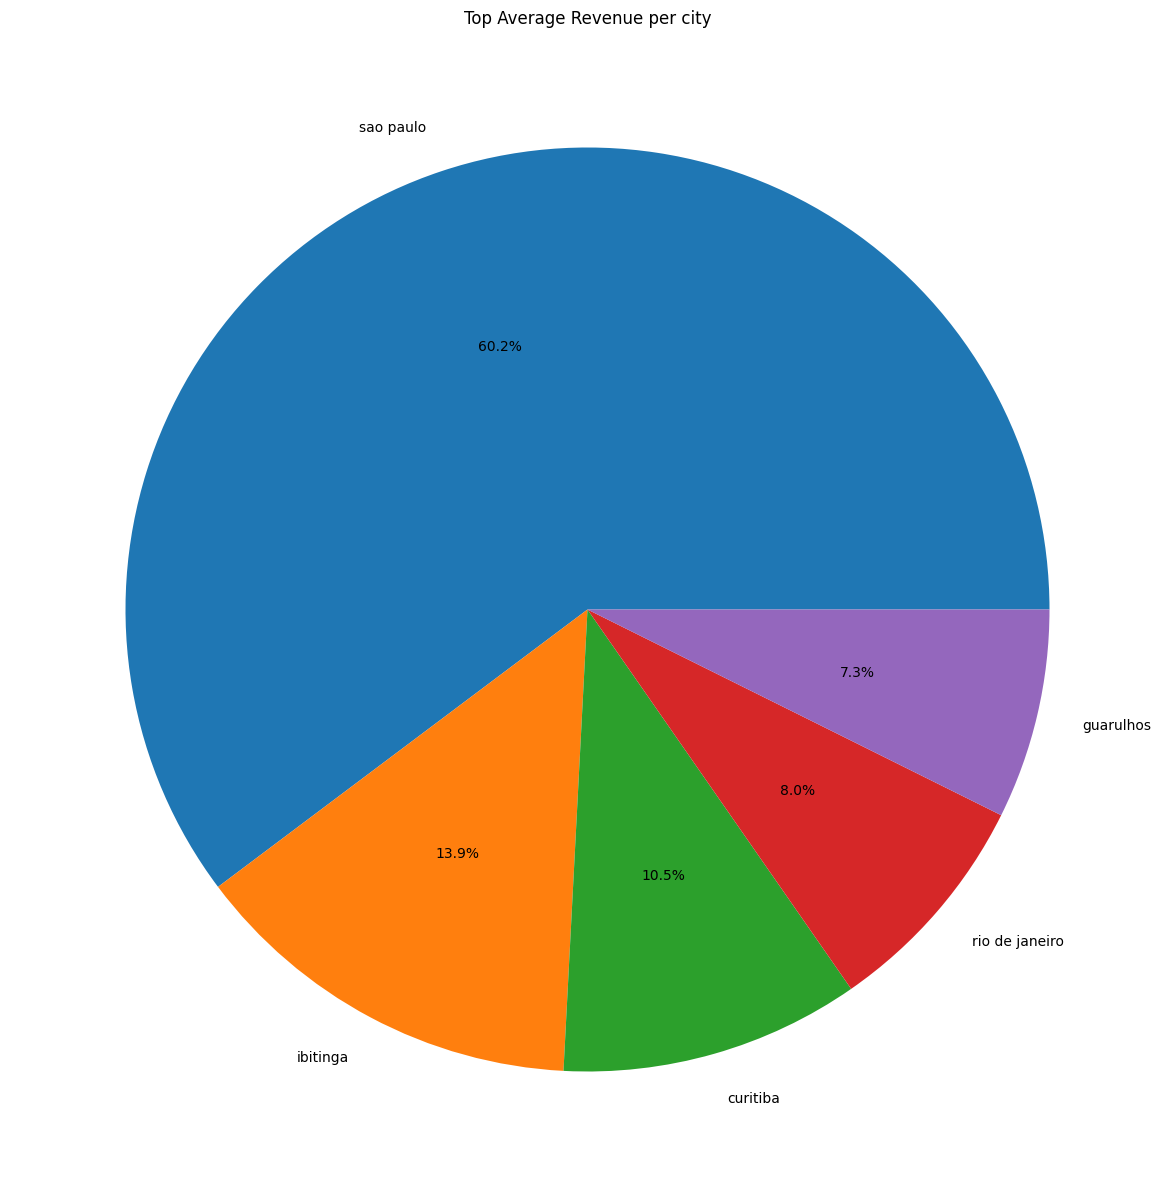 Top Average Revenue per city
sao paulo
60.2%
7.3%
guarulhos
8.0%
13.9%
10.5%
rio de janeiro
ibitinga
curitiba